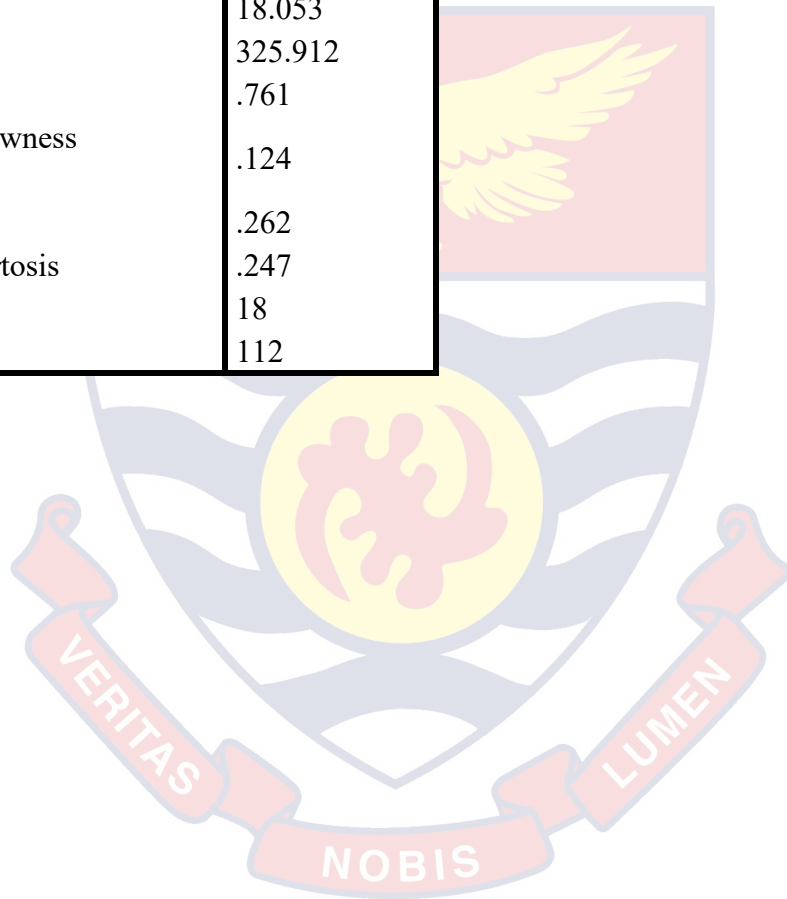 18.053
325.912
.761
wness
.124
.262
tosis
.247
18
112
VERITAS
NOBIS
LUMEN